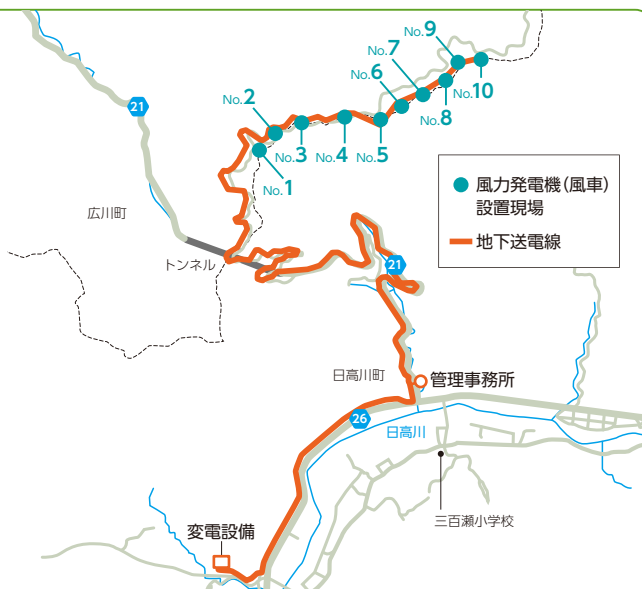 No.9
No.7
No.6
No.10
No.8
21
No.2
No.3
No.4
No.5
No.1
風力発電機(風車)
設置現場
地下送電線
広川町
トンネル
21
日高川町
管理事務所
26
日高川
三百瀬小学校
変電設備